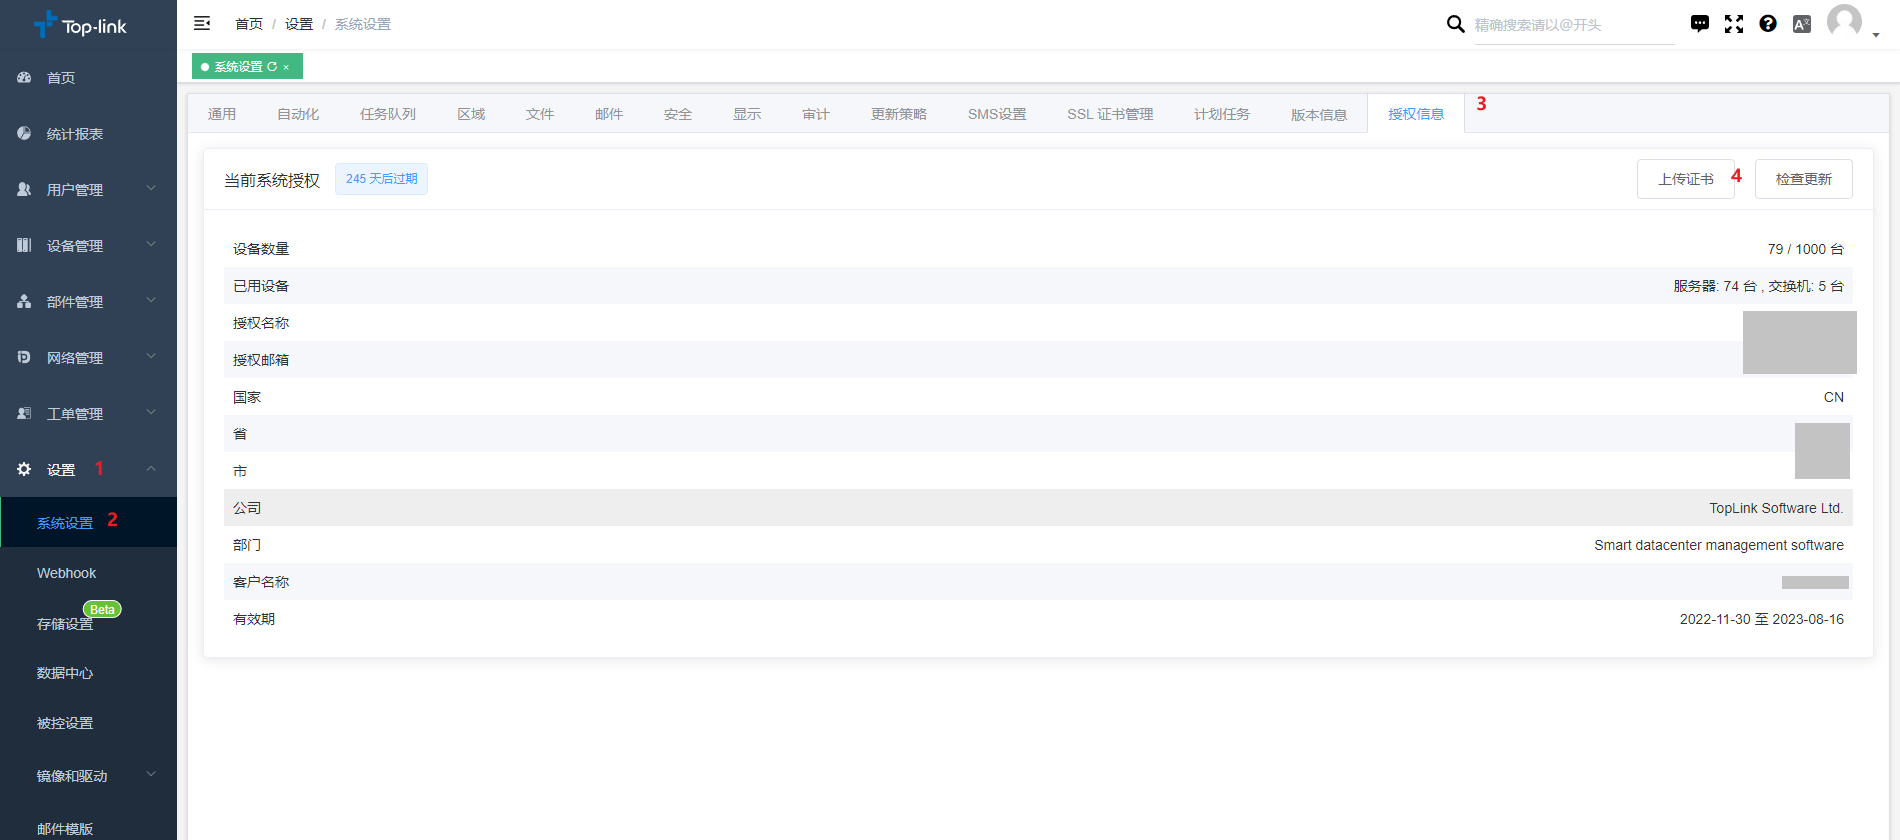 Top-link
首页 / 设置 / 系统设置
精确搜索请以@开头
系统设置 ×
首页
统计报表
用户管理
设备管理
部件管理
网络管理
工单管理
设置 1
系统设置 2
Webhook
存储设置 Beta
数据中心
被控设置
镜像和驱动
邮件模版
通用 自动化 任务队列 区域 文件 邮件 安全 显示 审计 更新策略 SMS设置 SSL 证书管理 计划任务 版本信息 授权信息 3
当前系统授权 245 天后过期 上传证书 4 检查更新
设备数量 79 / 1000 台
已用设备 服务器: 74 台 , 交换机: 5 台
授权名称
授权邮箱
国家 CN
省
市
公司 TopLink Software Ltd.
部门 Smart datacenter management software
客户名称
有效期 2022-11-30 至 2023-08-16